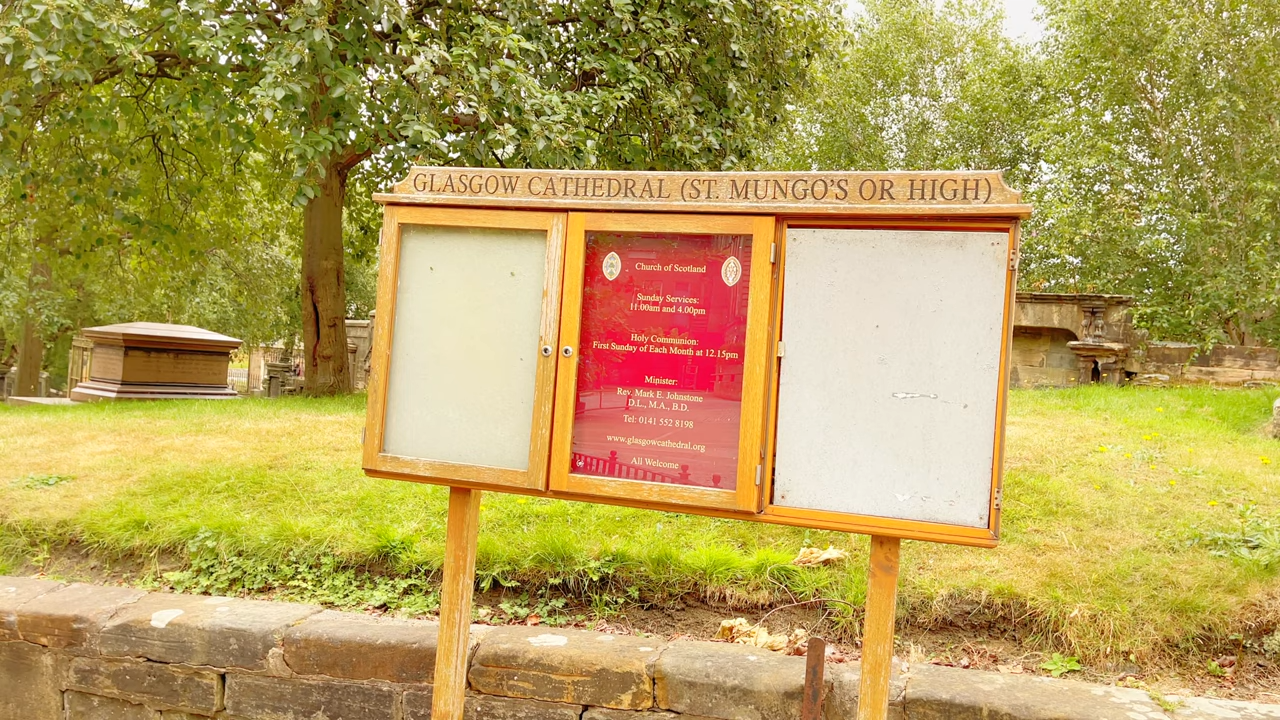 GLASGOW CATHEDRAL (ST. MUNGO'S OR HIGH)
Church of Scotland
Sunday Services:
11.00am and 4.00pm
Holy Communion:
First Sunday of Each Month at 12.15pm
Minister:
Rev. Mark E. Johnstone
D.L., M.A., B.D.
Tel: 0141 552 8198
www.glasgowcathedral.org
All Welcome